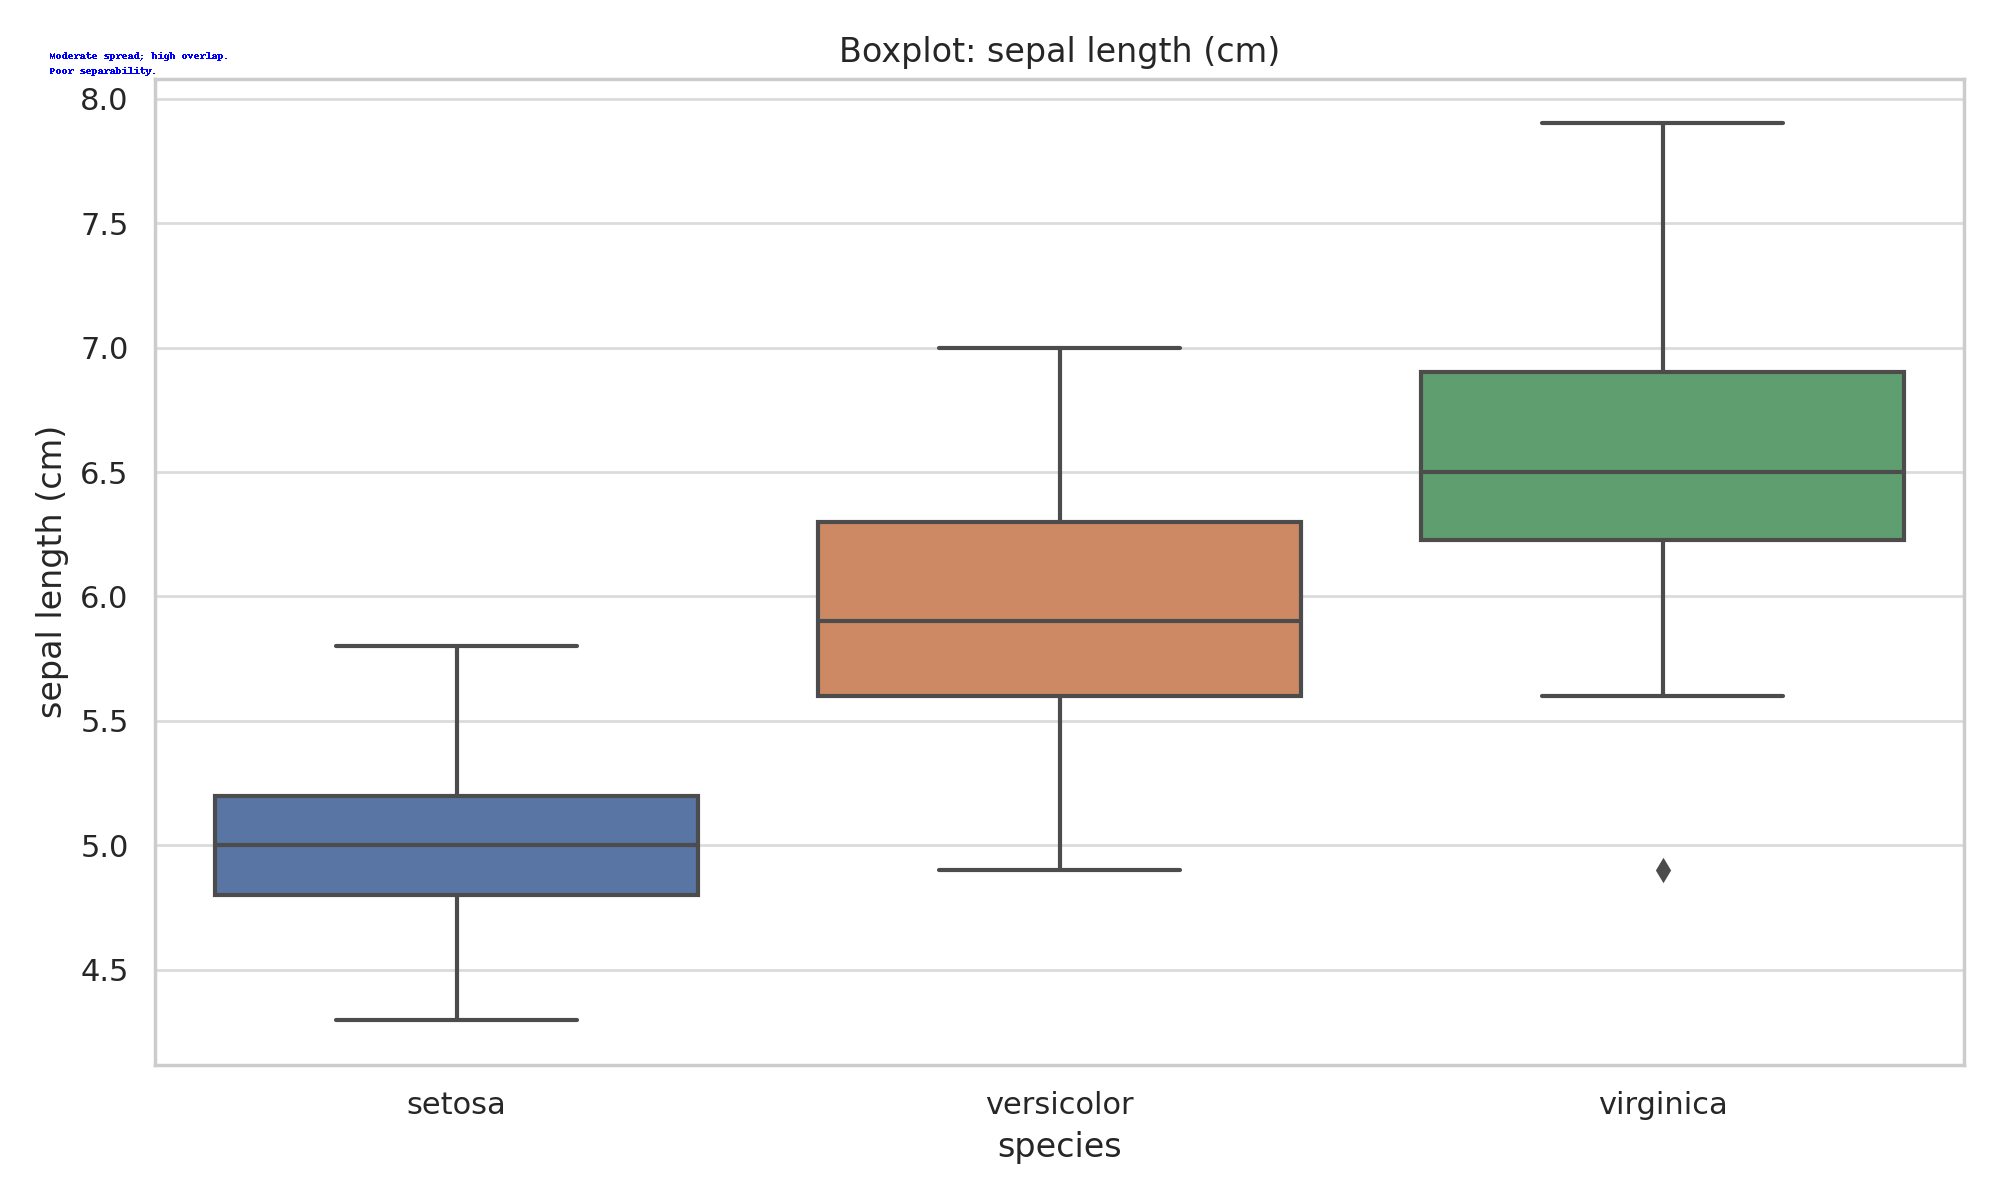 Boxplot: sepal length (cm)
Moderate spread; high overlap.
Poor separability.
8.0
7.5
7.0
6.5
6.0
5.5
5.0
4.5
sepal length (cm)
setosa
versicolor
virginica
species